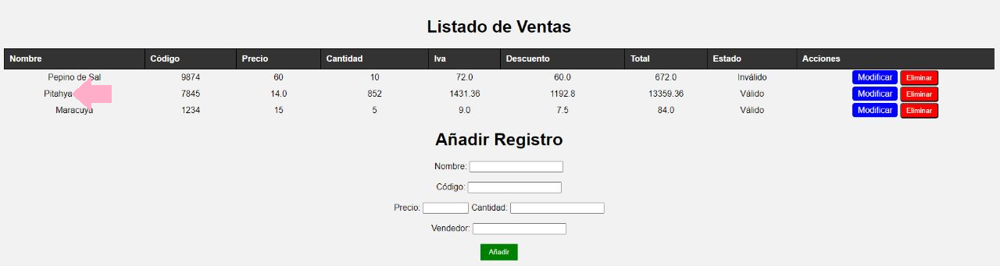 Listado de Ventas
Nombre Código Precio Cantidad Iva Descuento Total Estado Acciones
Pepino de Sal 9874 60 10 72.0 60.0 672.0 Inválido Modificar Eliminar
Pitahya 7845 14.0 852 1431.36 1192.8 13359.36 Válido Modificar Eliminar
Maracuya 1234 15 5 9.0 7.5 84.0 Válido Modificar Eliminar
Añadir Registro
Nombre:
Código:
Precio: Cantidad:
Vendedor:
Añadir